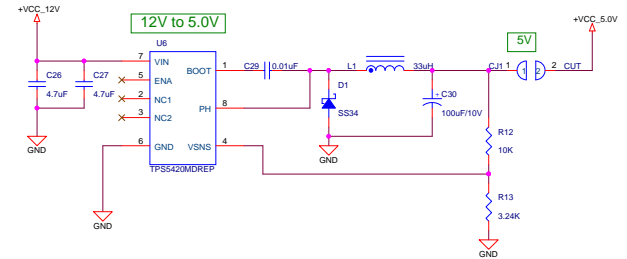 +VCC_12V
12V to 5.0V
+VCC_5.0V
5V
U6
7 VIN
BOOT 1
C29 0.01uF
L1 33uH
CJ1 1 1 2 2 CUT
C26
4.7uF
C27
4.7uF
5 ENA
2 NC1
3 NC2
PH 8
D1
SS34
+
C30
100uF/10V
R12
10K
6 GND
VSNS 4
TPS5420MDREP
GND
GND
R13
3.24K
GND
GND